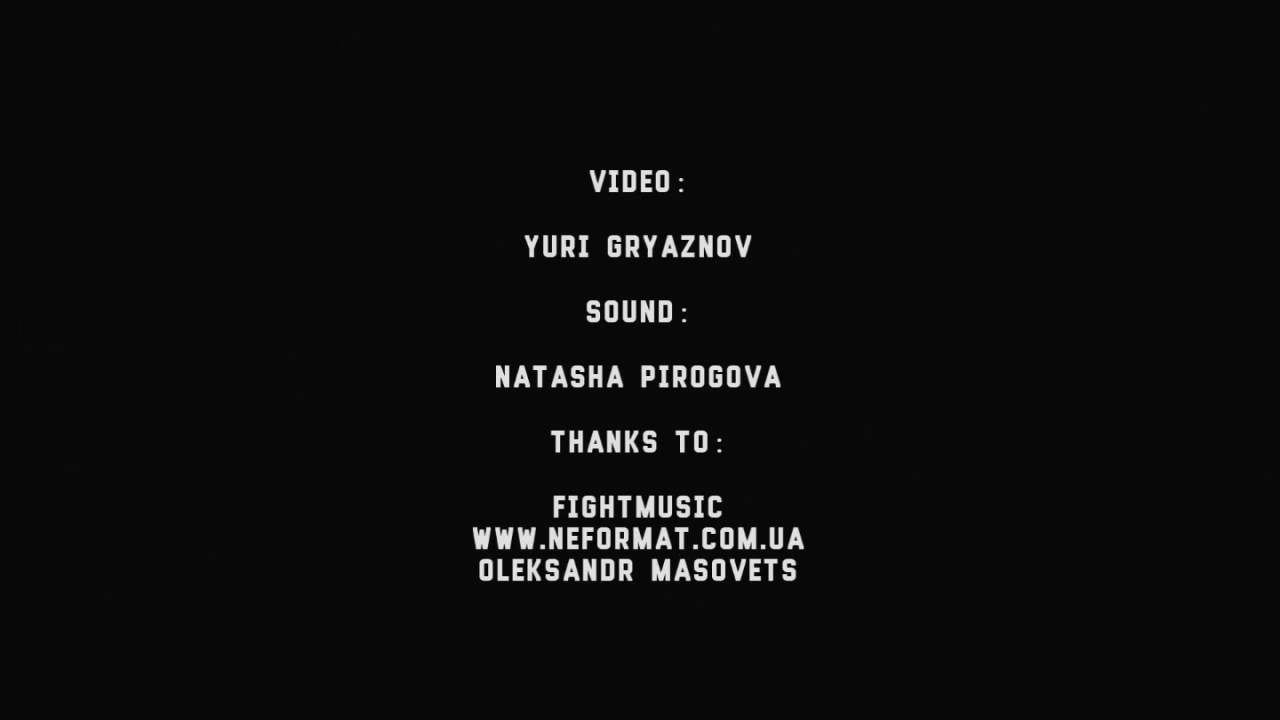 VIDEO:
YURI GRYAZNOV
SOUND:
NATASHA PIROGOVA
THANKS TO:
FIGHTMUSIC
WWW.NEFORMAT.COM.UA
OLEKSANDR MASOVETS